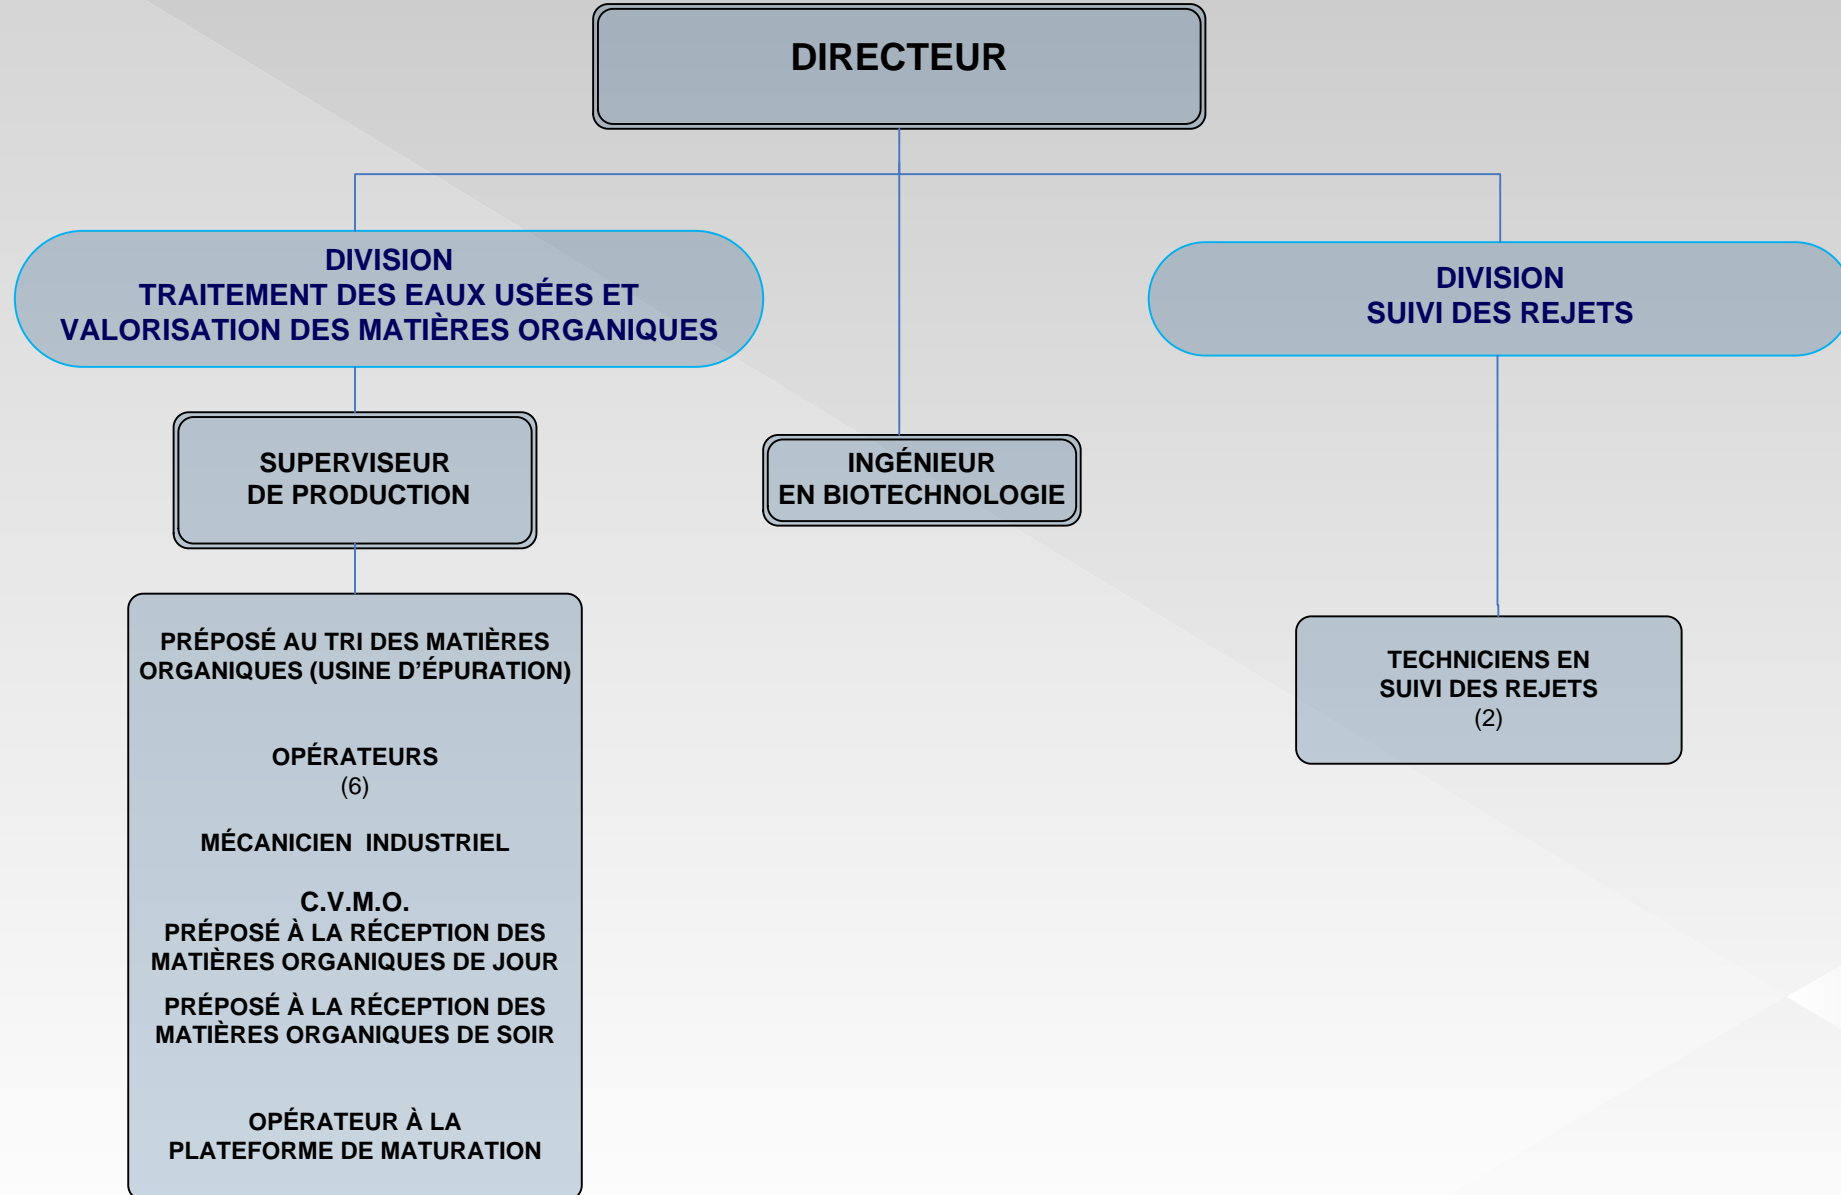 DIRECTEUR
DIVISION
TRAITEMENT DES EAUX USÉES ET
VALORISATION DES MATIÈRES ORGANIQUES
DIVISION
SUIVI DES REJETS
SUPERVISEUR
DE PRODUCTION
INGÉNIEUR
EN BIOTECHNOLOGIE
PRÉPOSÉ AU TRI DES MATIÈRES
ORGANIQUES (USINE D’ÉPURATION)
OPÉRATEURS
(6)
MÉCANICIEN INDUSTRIEL
C.V.M.O.
PRÉPOSÉ À LA RÉCEPTION DES
MATIÈRES ORGANIQUES DE JOUR
PRÉPOSÉ À LA RÉCEPTION DES
MATIÈRES ORGANIQUES DE SOIR
OPÉRATEUR À LA
PLATEFORME DE MATURATION
TECHNICIENS EN
SUIVI DES REJETS
(2)